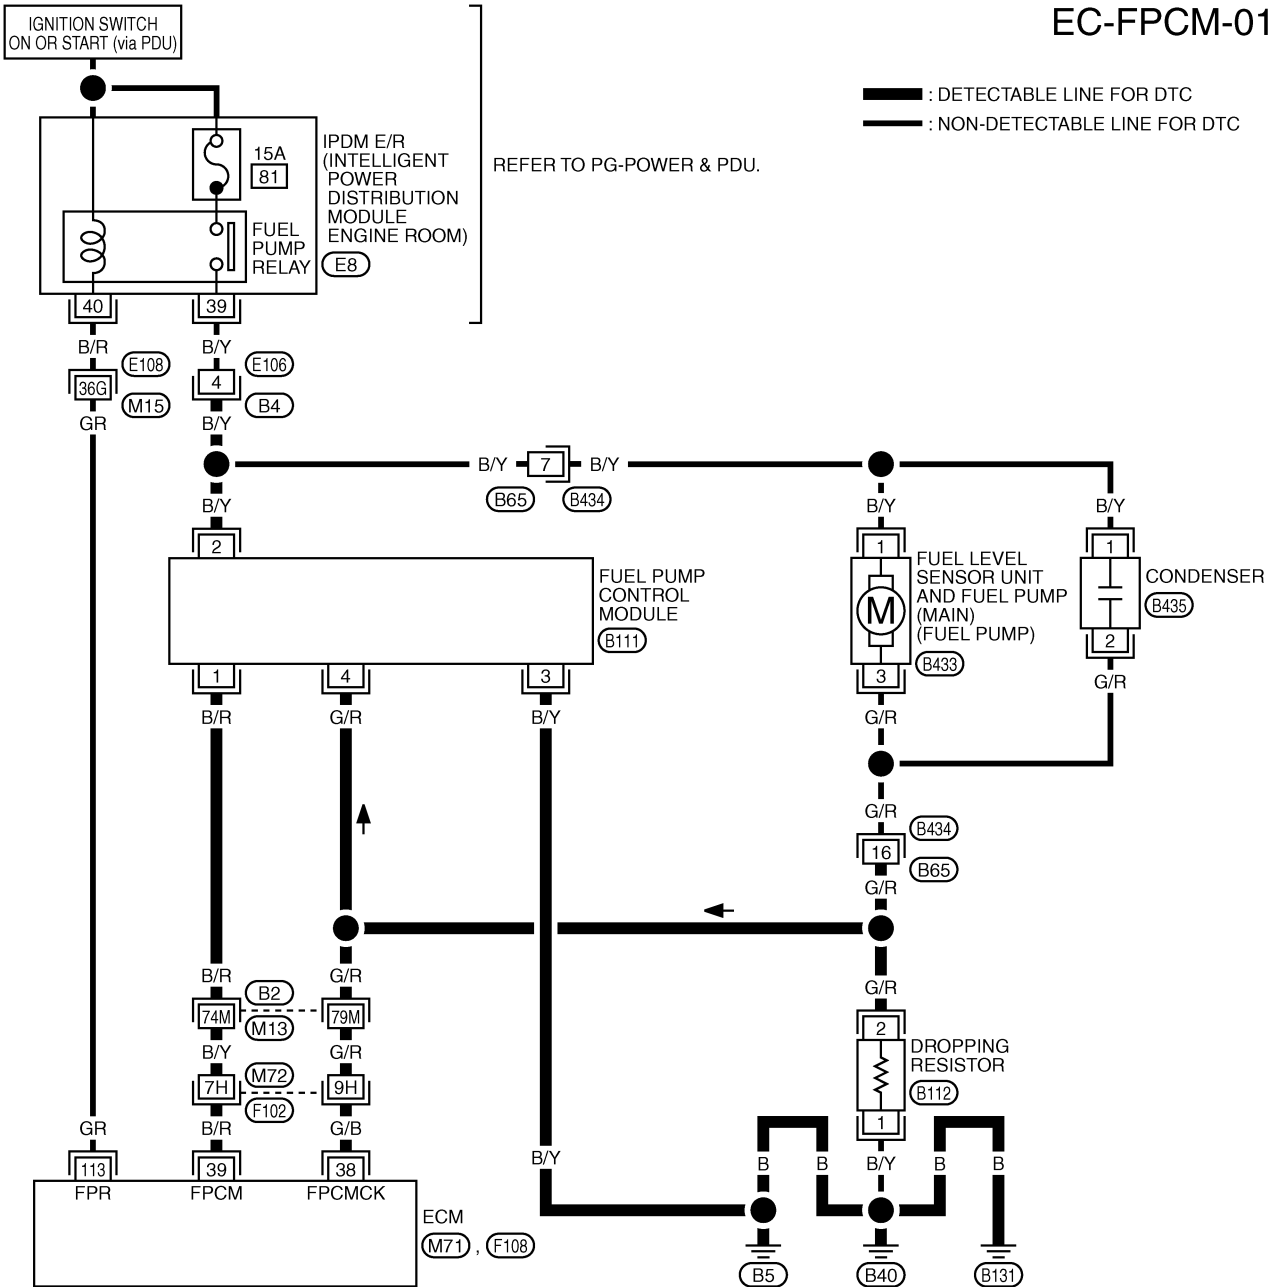 EC-FPCM-01
IGNITION SWITCH
ON OR START (via PDU)
: DETECTABLE LINE FOR DTC
: NON-DETECTABLE LINE FOR DTC
15A
81
IPDM E/R
(INTELLIGENT
POWER
DISTRIBUTION
MODULE
ENGINE ROOM)
E8
REFER TO PG-POWER & PDU.
FUEL
PUMP
RELAY
40
39
B/R
B/Y
E108
E106
36G
4
M15
B4
GR
B/Y
B/Y
7
B/Y
B65
B434
B/Y
B/Y
B/Y
2
1
1
FUEL PUMP
CONTROL
MODULE
B111
FUEL LEVEL
SENSOR UNIT
AND FUEL PUMP
(MAIN)
(FUEL PUMP)
B433
M
CONDENSER
B435
2
G/R
1
4
3
3
B/R
G/R
B/Y
G/R
G/R
B434
16
B65
G/R
B/R
G/R
G/R
B2
74M
79M
M13
2
DROPPING
RESISTOR
B112
1
B/Y
G/R
M72
7H
9H
F102
GR
B/R
G/B
B/Y
B
B
B/Y
B
B
113
39
38
FPR
FPCM
FPCMCK
ECM
M71 , F108
B5
B40
B131